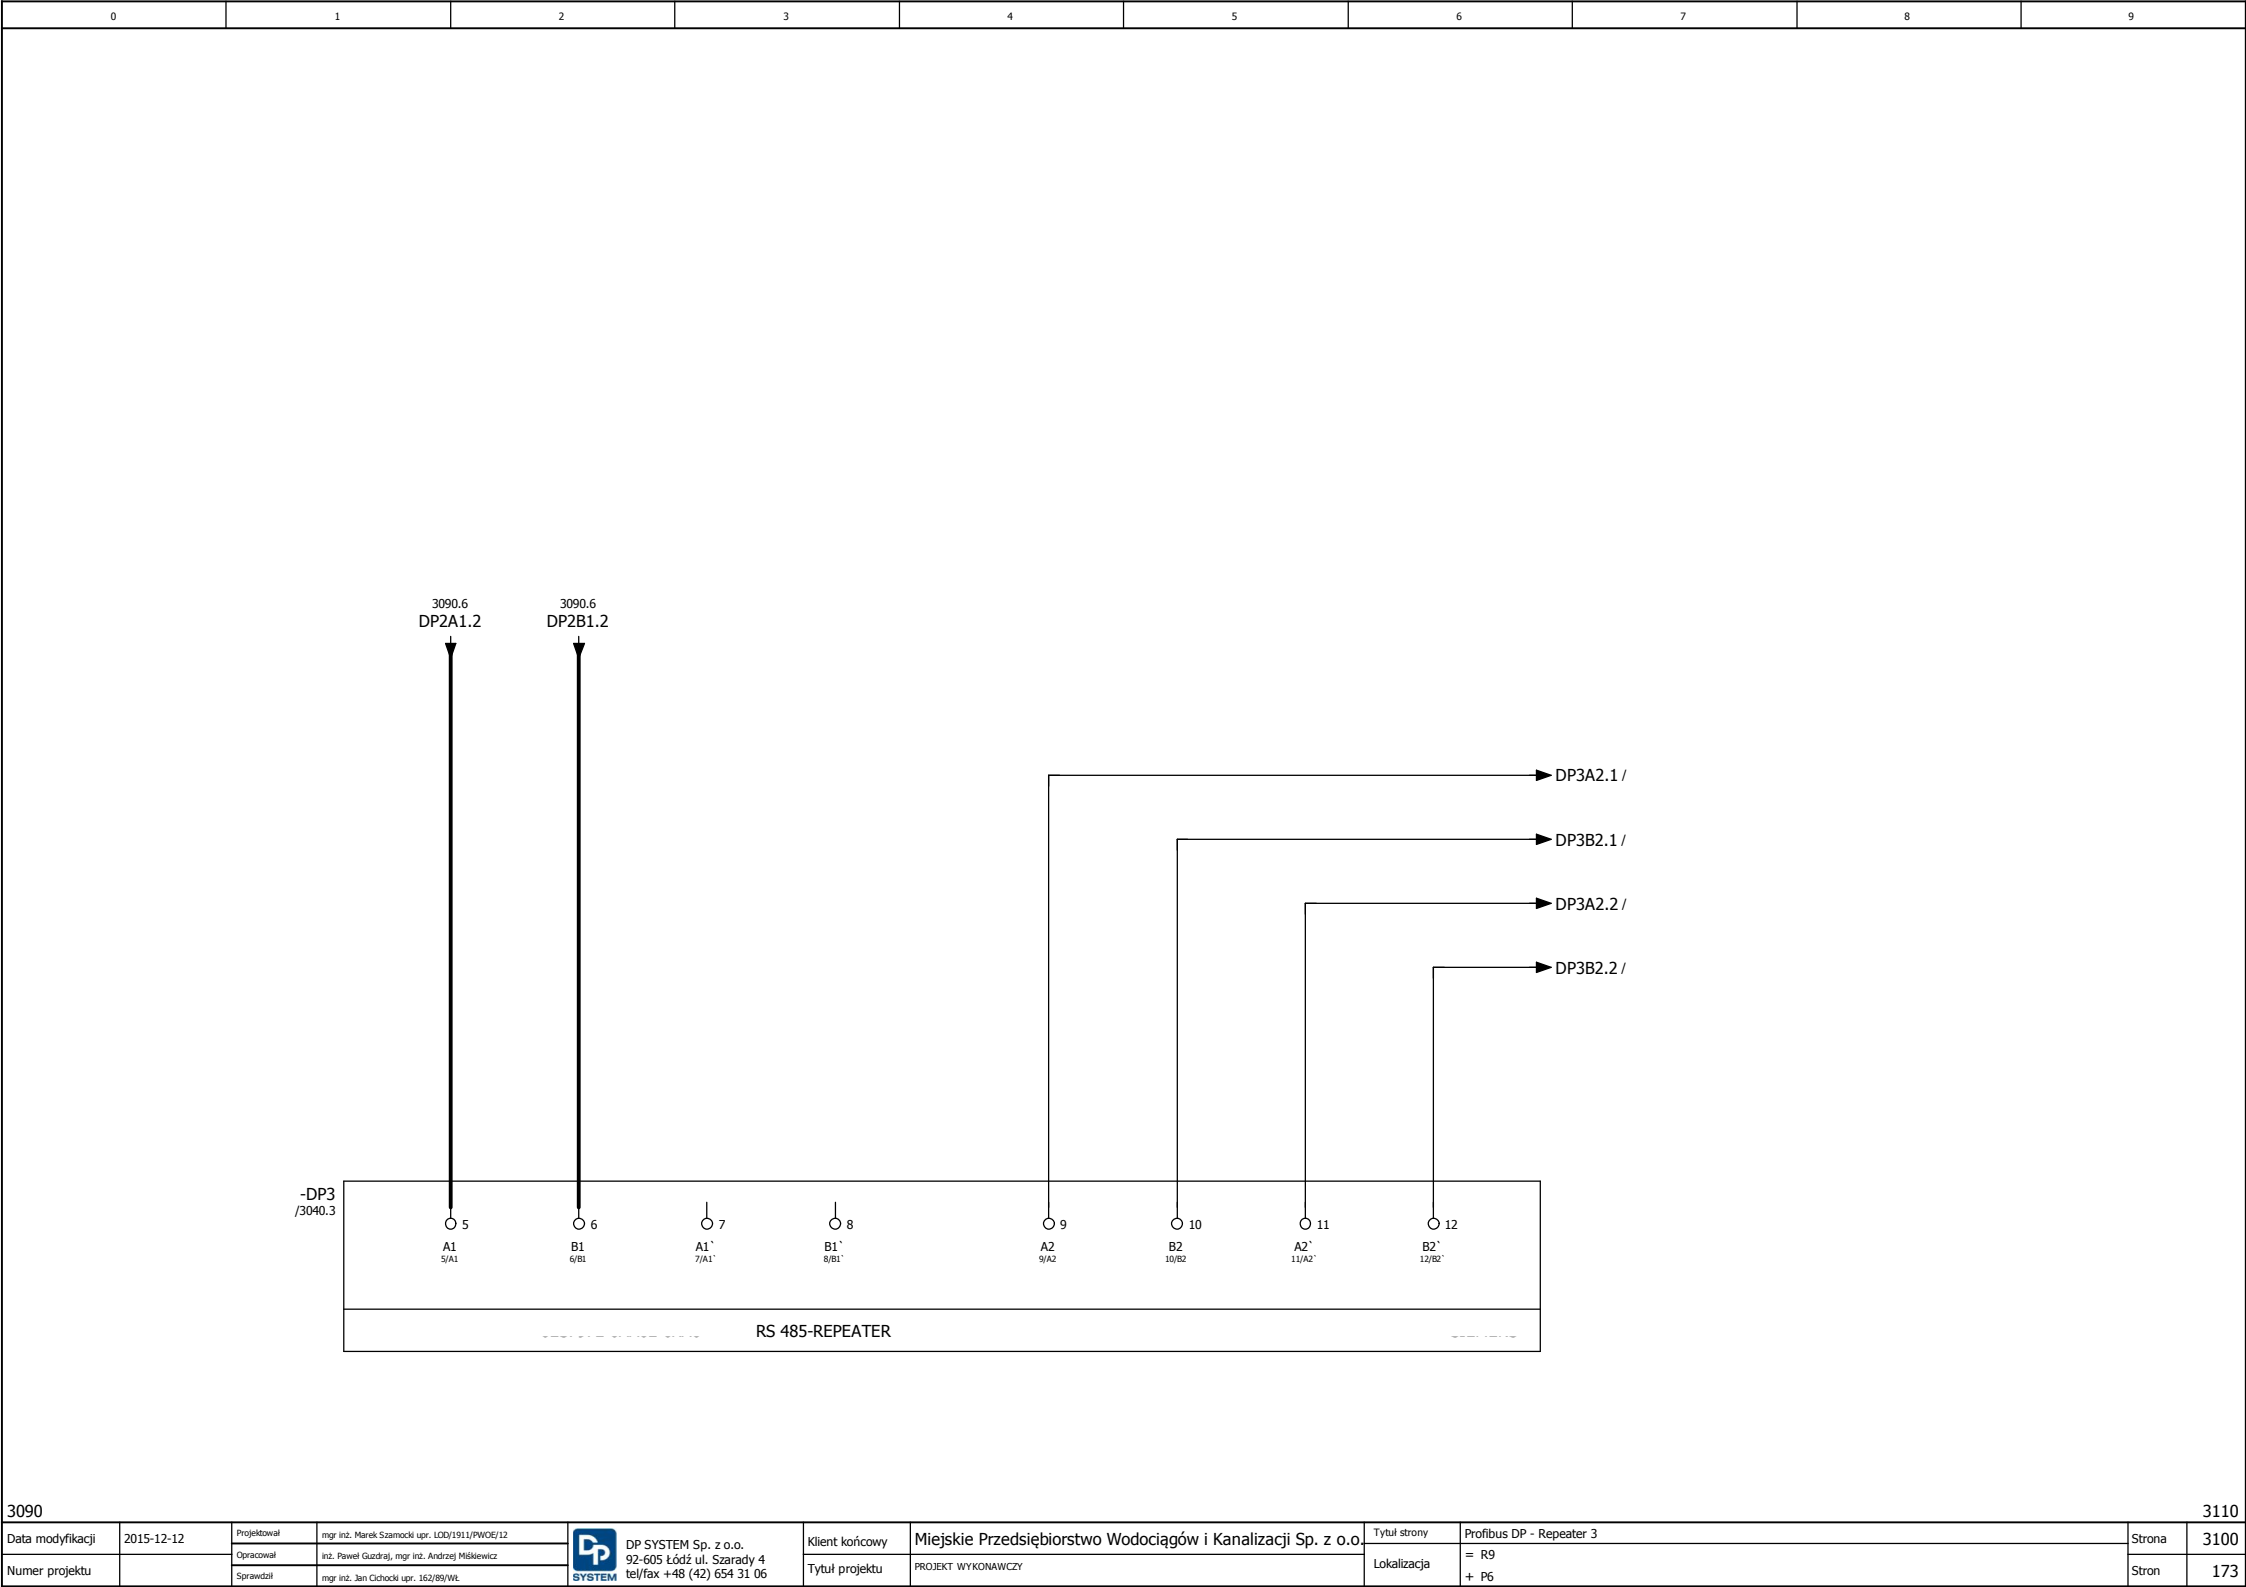 0 1 2 3 4 5 6 7 8 9
3090.6 3090.6
DP2A1.2 DP2B1.2
DP3A2.1 /
DP3B2.1 /
DP3A2.2 /
DP3B2.2 /
-DP3
/3040.3
5 6 7 8 9 10 11 12
A1 B1 A1` B1` A2 B2 A2` B2`
5/A1 6/B1 7/A1` 8/B1` 9/A2 10/B2 11/A2` 12/B2`
RS 485-REPEATER
3090 3110
Data modyfikacji 2015-12-12
Numer projektu
Projektował mgr inż. Marek Szamocki upr. LOD/1911/PWOE/12
Opracował inż. Paweł Guzdraj, mgr inż. Andrzej Miśkiewicz
Sprawdził mgr inż. Jan Cichocki upr. 162/89/WŁ
DP
SYSTEM
DP SYSTEM Sp. z o.o.
92-605 Łódź ul. Szarady 4
tel/fax +48 (42) 654 31 06
Klient końcowy Miejskie Przedsiębiorstwo Wodociągów i Kanalizacji Sp. z o.o.
Tytuł projektu PROJEKT WYKONAWCZY
Tytuł strony Profibus DP - Repeater 3
Lokalizacja = R9
+ P6
Strona 3100
Stron 173